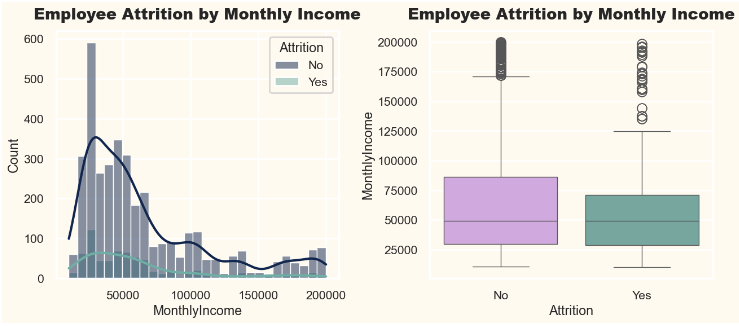 Employee Attrition by Monthly Income
600
500
400
300
200
100
0
Count
50000
100000
150000
200000
MonthlyIncome
Attrition
No
Yes
Employee Attrition by Monthly Income
200000
175000
150000
125000
100000
75000
50000
25000
MonthlyIncome
No
Yes
Attrition